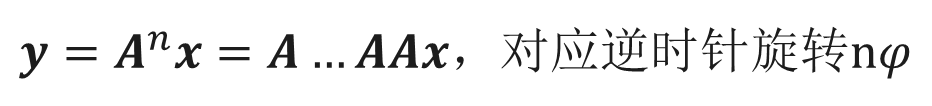 y = Aⁿx = A … AAx，对应逆时针旋转nφ